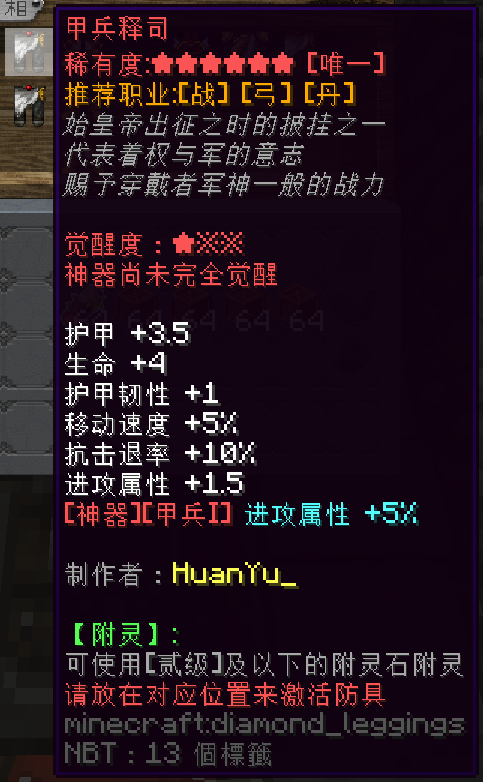 相
甲兵释司
稀有度:★★★★★★ [唯一]
推荐职业:[战] [弓] [丹]
始皇帝出征之时的披挂之一
代表着权与军的意志
赐予穿戴者军神一般的战力
觉醒度：★※※
神器尚未完全觉醒
64 64 64 64
护甲 +3.5
生命 +4
护甲韧性 +1
移动速度 +5%
抗击退率 +10%
进攻属性 +1.5
[神器][甲兵I] 进攻属性 +5%
制作者：HuanYu_
【附灵】:
可使用[贰级]及以下的附灵石附灵
请放在对应位置来激活防具
minecraft:diamond_leggings
NBT：13 個標籤